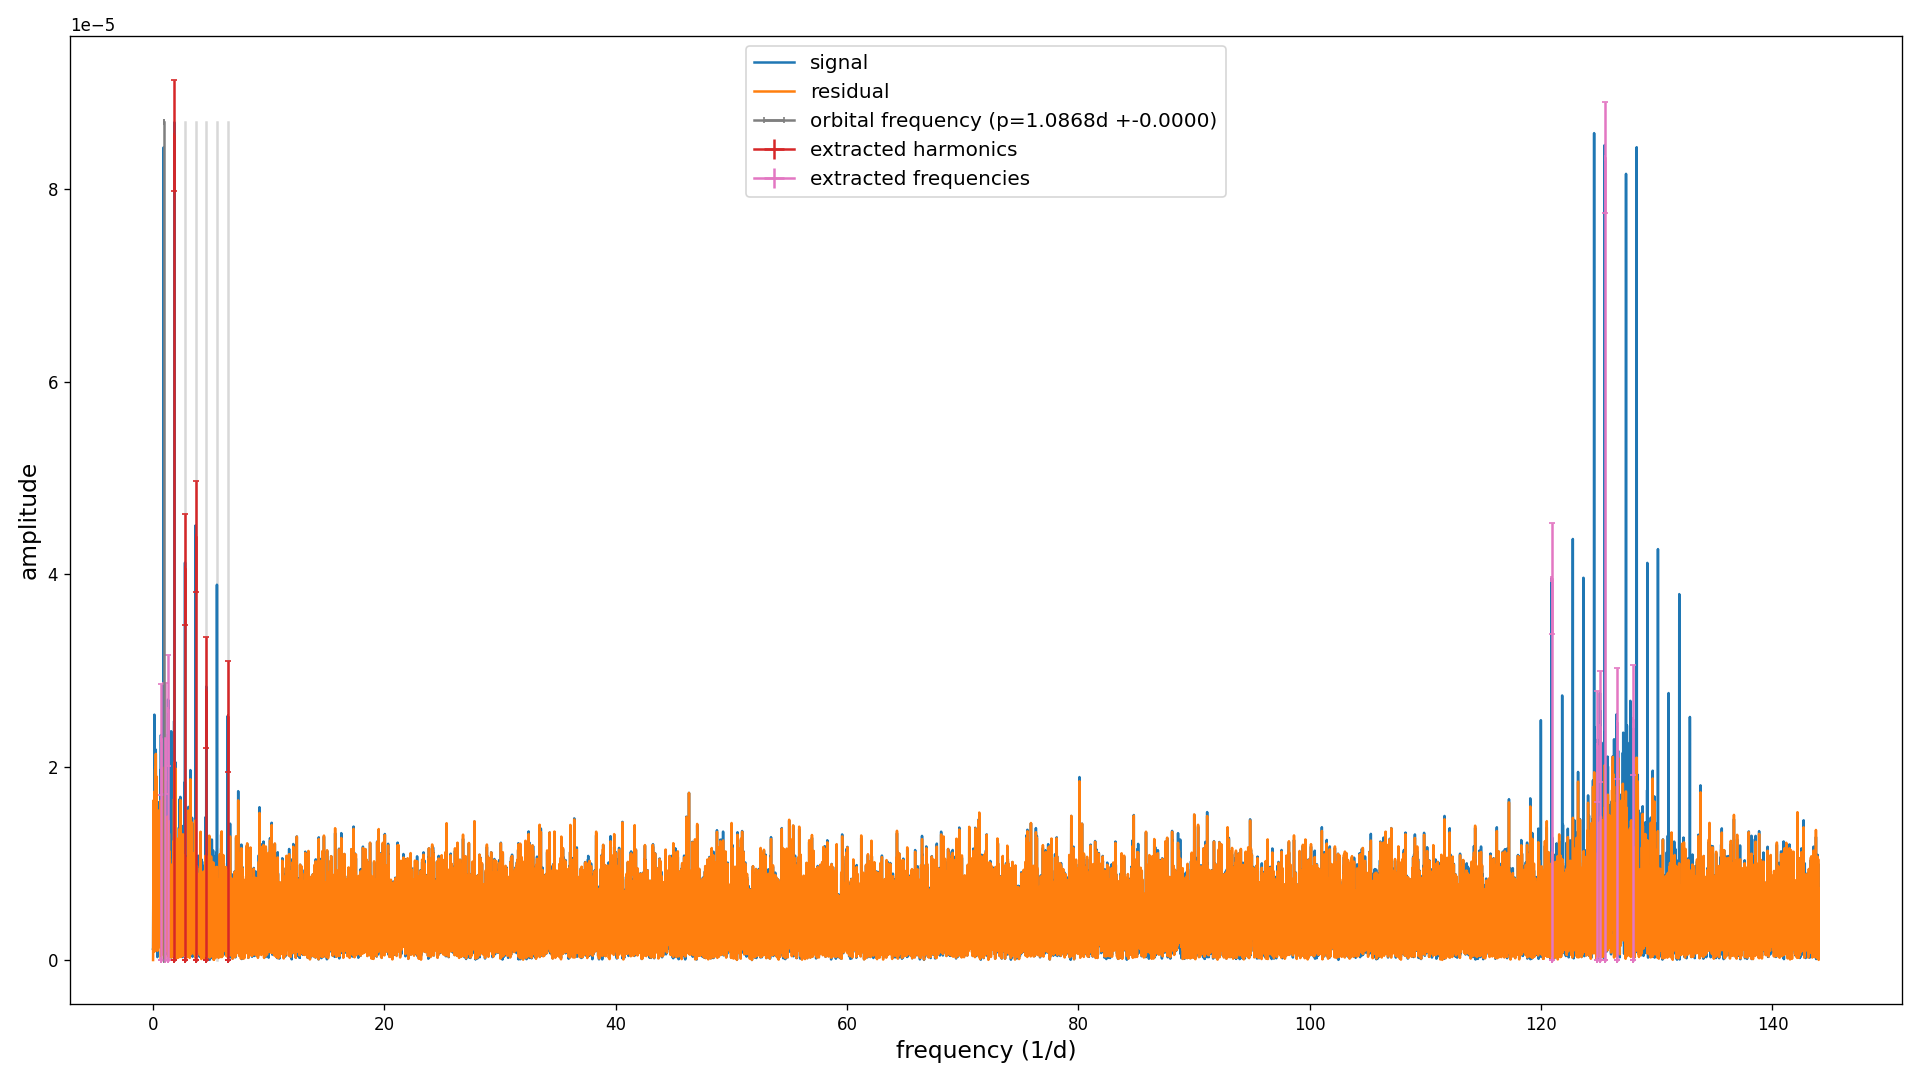 1e−5
signal
residual
orbital frequency (p=1.0868d +-0.0000)
extracted harmonics
extracted frequencies
8
6
4
2
0
amplitude
0 20 40 60 80 100 120 140
frequency (1/d)